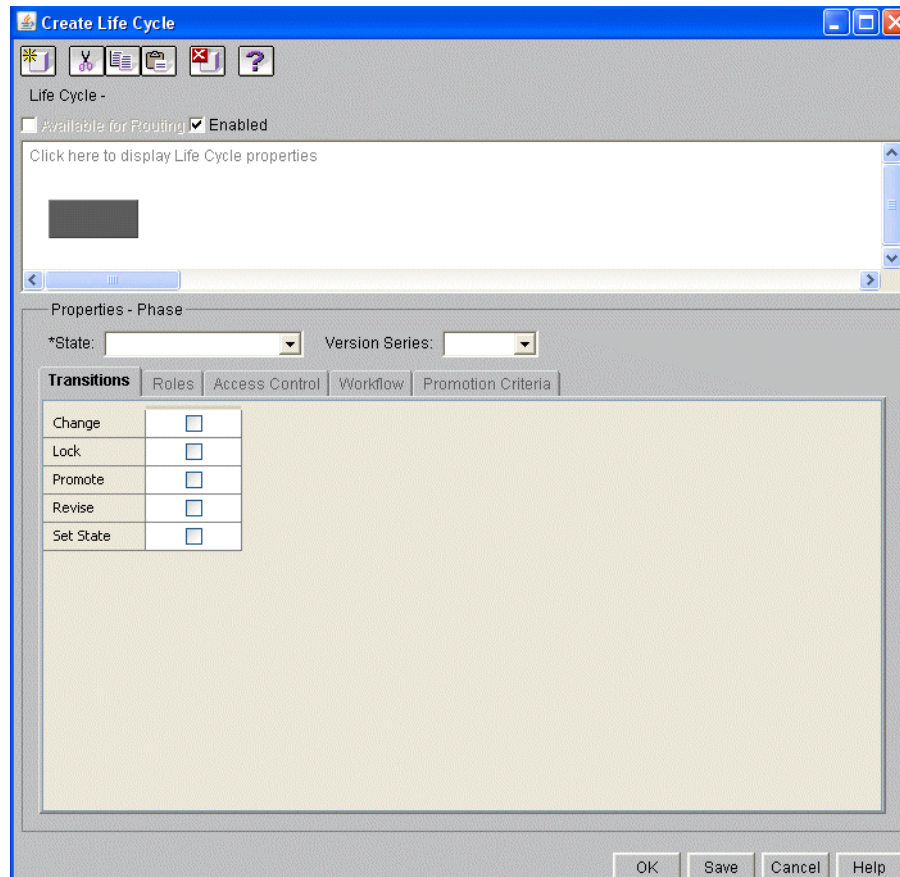 Create Life Cycle
Life Cycle -
Available for Routing Enabled
Click here to display Life Cycle properties
Properties - Phase
*State: Version Series:
Transitions Roles Access Control Workflow Promotion Criteria
Change
Lock
Promote
Revise
Set State
OK Save Cancel Help